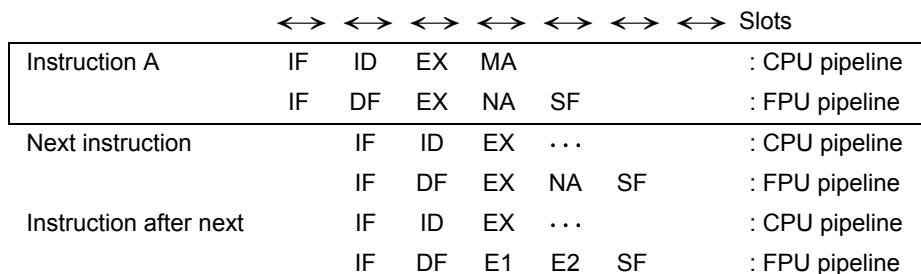 ←→ ←→ ←→ ←→ ←→ ←→ ←→ Slots
Instruction A IF ID EX MA : CPU pipeline
IF DF EX NA SF : FPU pipeline
Next instruction IF ID EX ··· : CPU pipeline
IF DF EX NA SF : FPU pipeline
Instruction after next IF ID EX ··· : CPU pipeline
IF DF E1 E2 SF : FPU pipeline